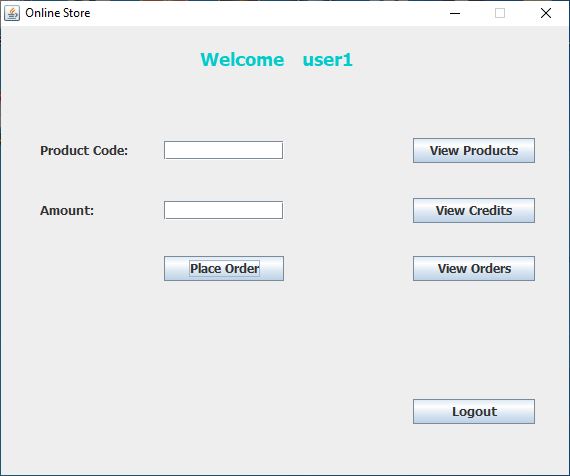 Online Store
Welcome user1
Product Code:
View Products
Amount:
View Credits
Place Order
View Orders
Logout